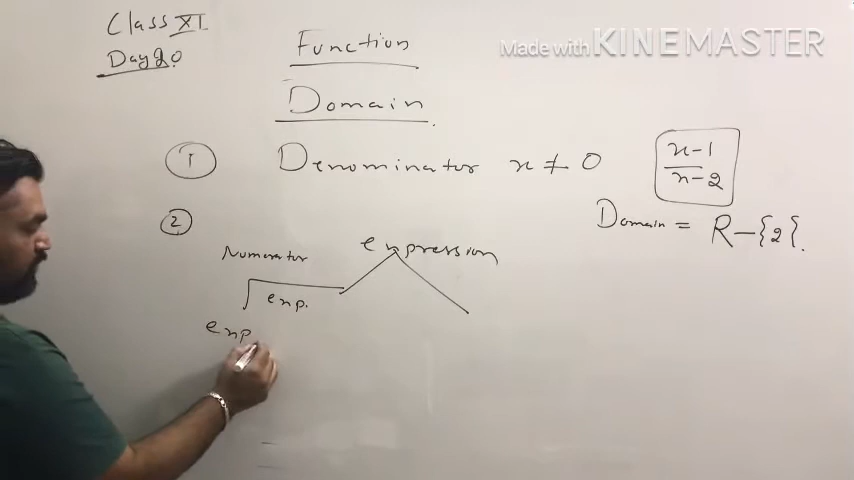 Class XI
Day 20
Function
Made with KINEMASTER
Domain
1 Denominator x ≠ 0
x-1
x-2
Domain = R-{2}.
2
Numerator expression
√exp.
exp